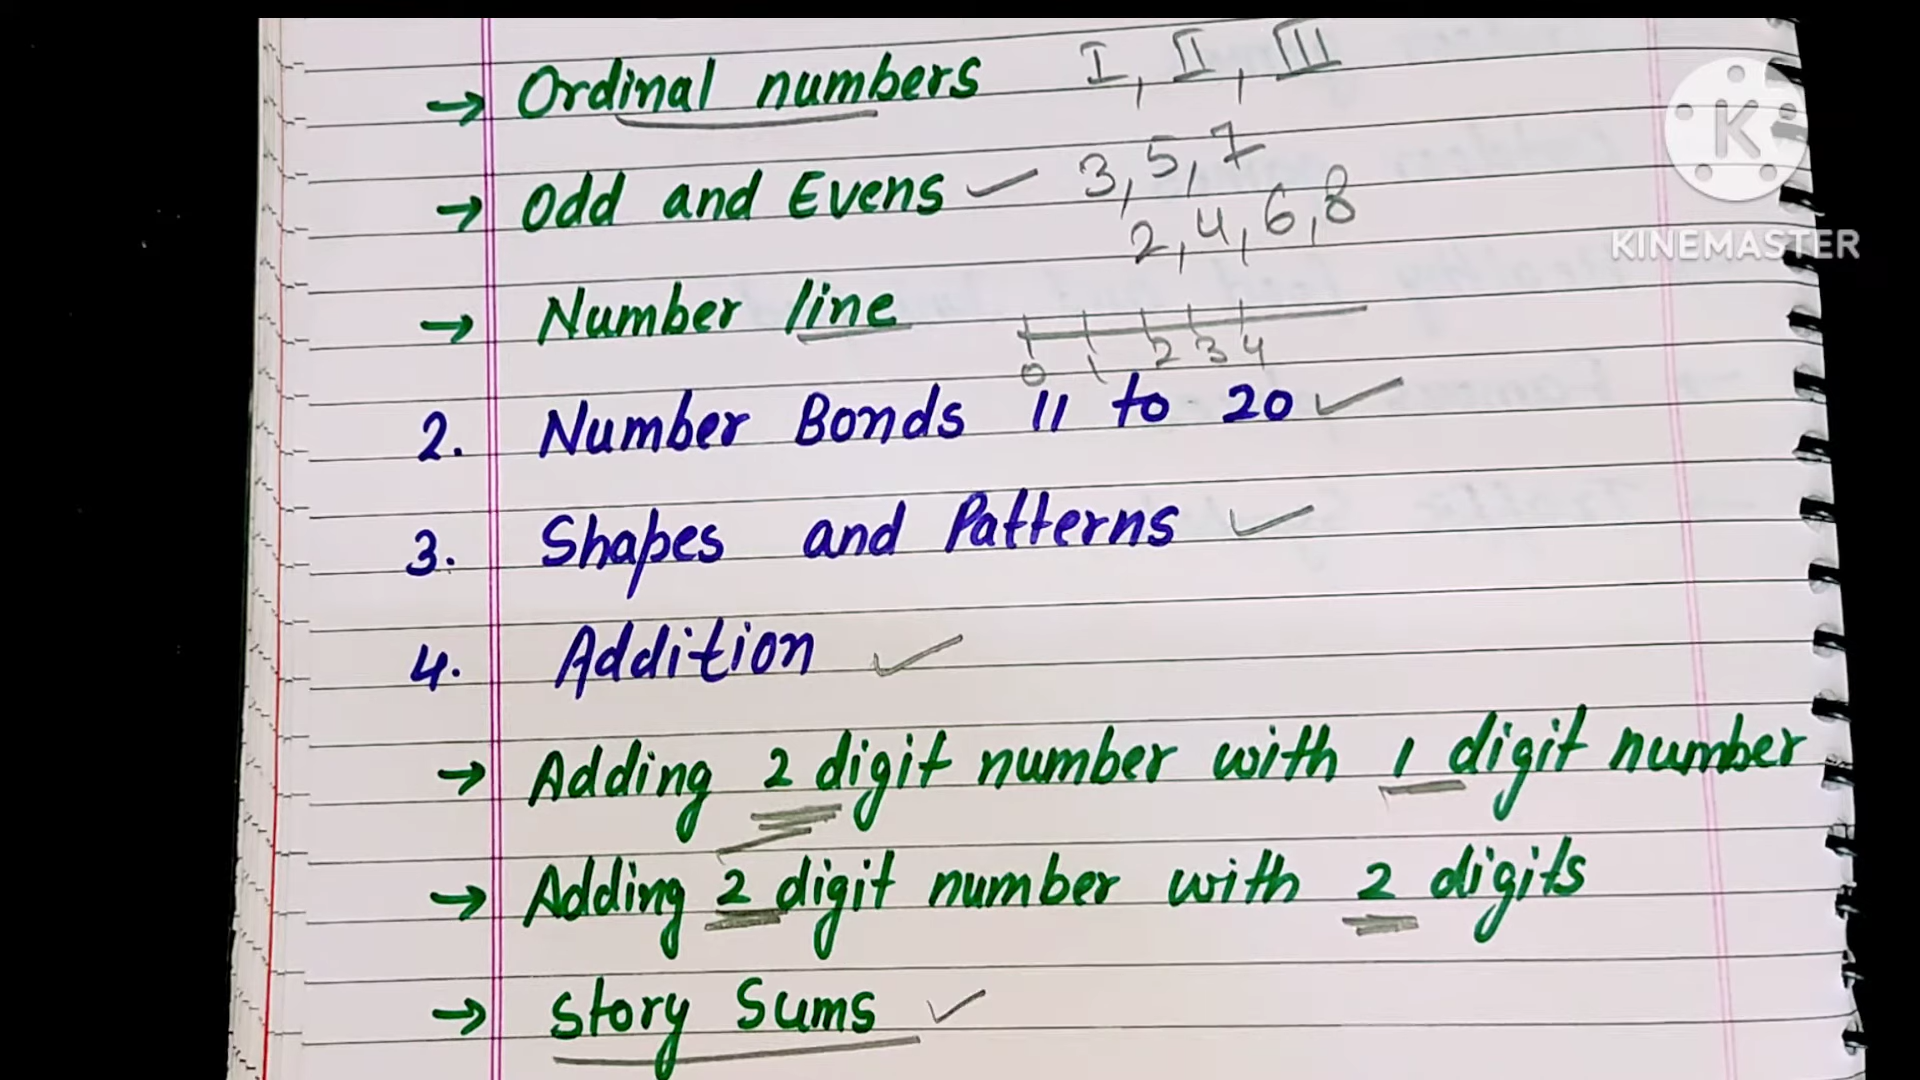 → Ordinal numbers I, II, III
→ Odd and Evens ✓ 3, 5, 7
2, 4, 6, 8
→ Number line
0 1 2 3 4
2. Number Bonds 11 to 20 ✓
3. Shapes and Patterns ✓
4. Addition ✓
→ Adding 2 digit number with 1 digit number
→ Adding 2 digit number with 2 digits
→ Story Sums ✓
K
KINEMASTER